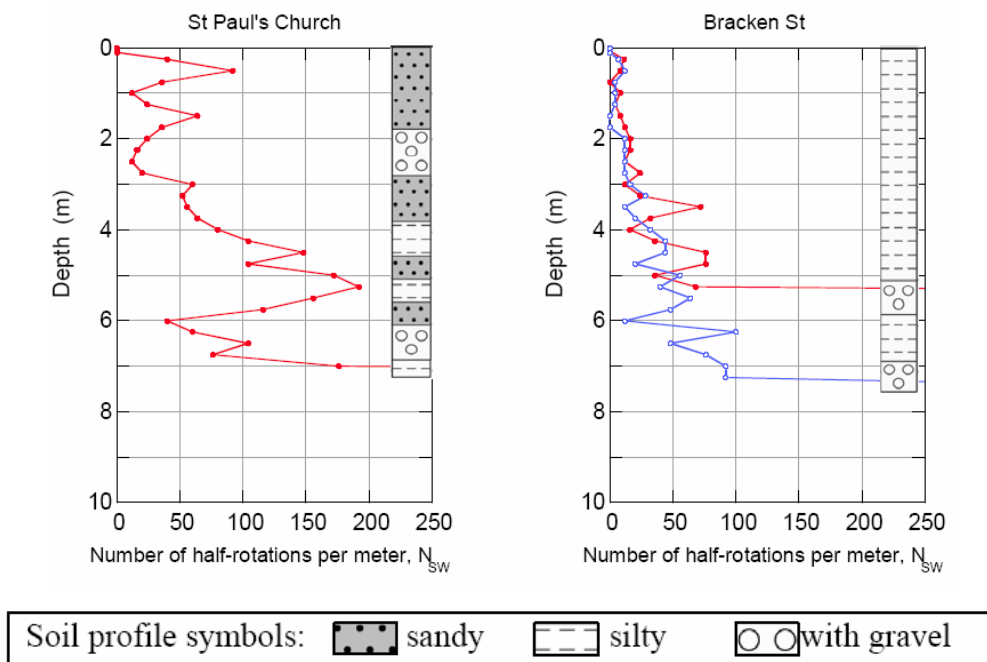 St Paul's Church
Bracken St
0
2
4
6
8
10
Depth (m)
0 50 100 150 200 250
Number of half-rotations per meter, N_SW
0
2
4
6
8
10
Depth (m)
0 50 100 150 200 250
Number of half-rotations per meter, N_SW
Soil profile symbols: sandy silty with gravel